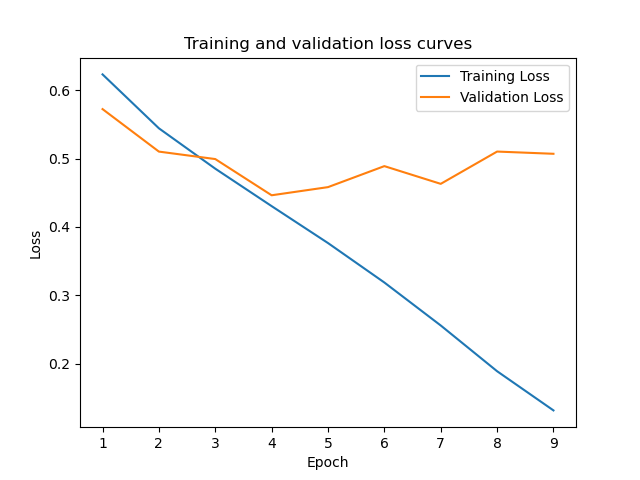 Training and validation loss curves
Training Loss
Validation Loss
0.6
0.5
0.4
0.3
0.2
Loss
1 2 3 4 5 6 7 8 9
Epoch